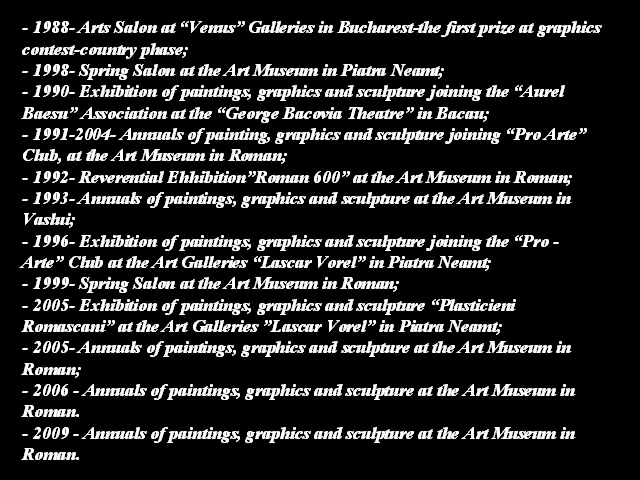 - 1988- Arts Salon at “Venus” Galleries in Bucharest-the first prize at graphics
contest-country phase;
- 1998- Spring Salon at the Art Museum in Piatra Neamt;
- 1990- Exhibition of paintings, graphics and sculpture joining the “Aurel
Baesu” Association at the “George Bacovia Theatre” in Bacau;
- 1991-2004- Annuals of painting, graphics and sculpture joining “Pro Arte”
Club, at the Art Museum in Roman;
- 1992- Reverential Ehhibition”Roman 600” at the Art Museum in Roman;
- 1993- Annuals of paintings, graphics and sculpture at the Art Museum in
Vaslui;
- 1996- Exhibition of paintings, graphics and sculpture joining the “Pro -
Arte” Club at the Art Galleries “Lascar Vorel” in Piatra Neamt;
- 1999- Spring Salon at the Art Museum in Roman;
- 2005- Exhibition of paintings, graphics and sculpture “Plasticieni
Romascani” at the Art Galleries ”Lascar Vorel” in Piatra Neamt;
- 2005- Annuals of paintings, graphics and sculpture at the Art Museum in
Roman;
- 2006 - Annuals of paintings, graphics and sculpture at the Art Museum in
Roman.
- 2009 - Annuals of paintings, graphics and sculpture at the Art Museum in
Roman.